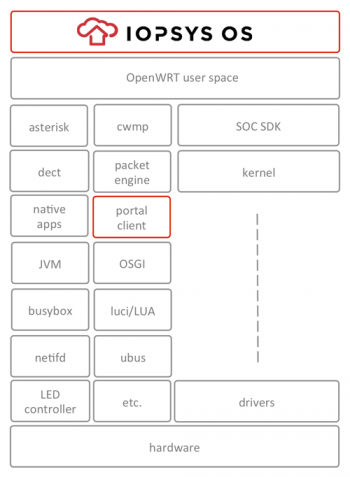 IOPSYS OS
OpenWRT user space
asterisk
cwmp
SOC SDK
dect
packet
engine
kernel
native
apps
portal
client
JVM
OSGI
busybox
luci/LUA
netifd
ubus
LED
controller
etc.
drivers
hardware